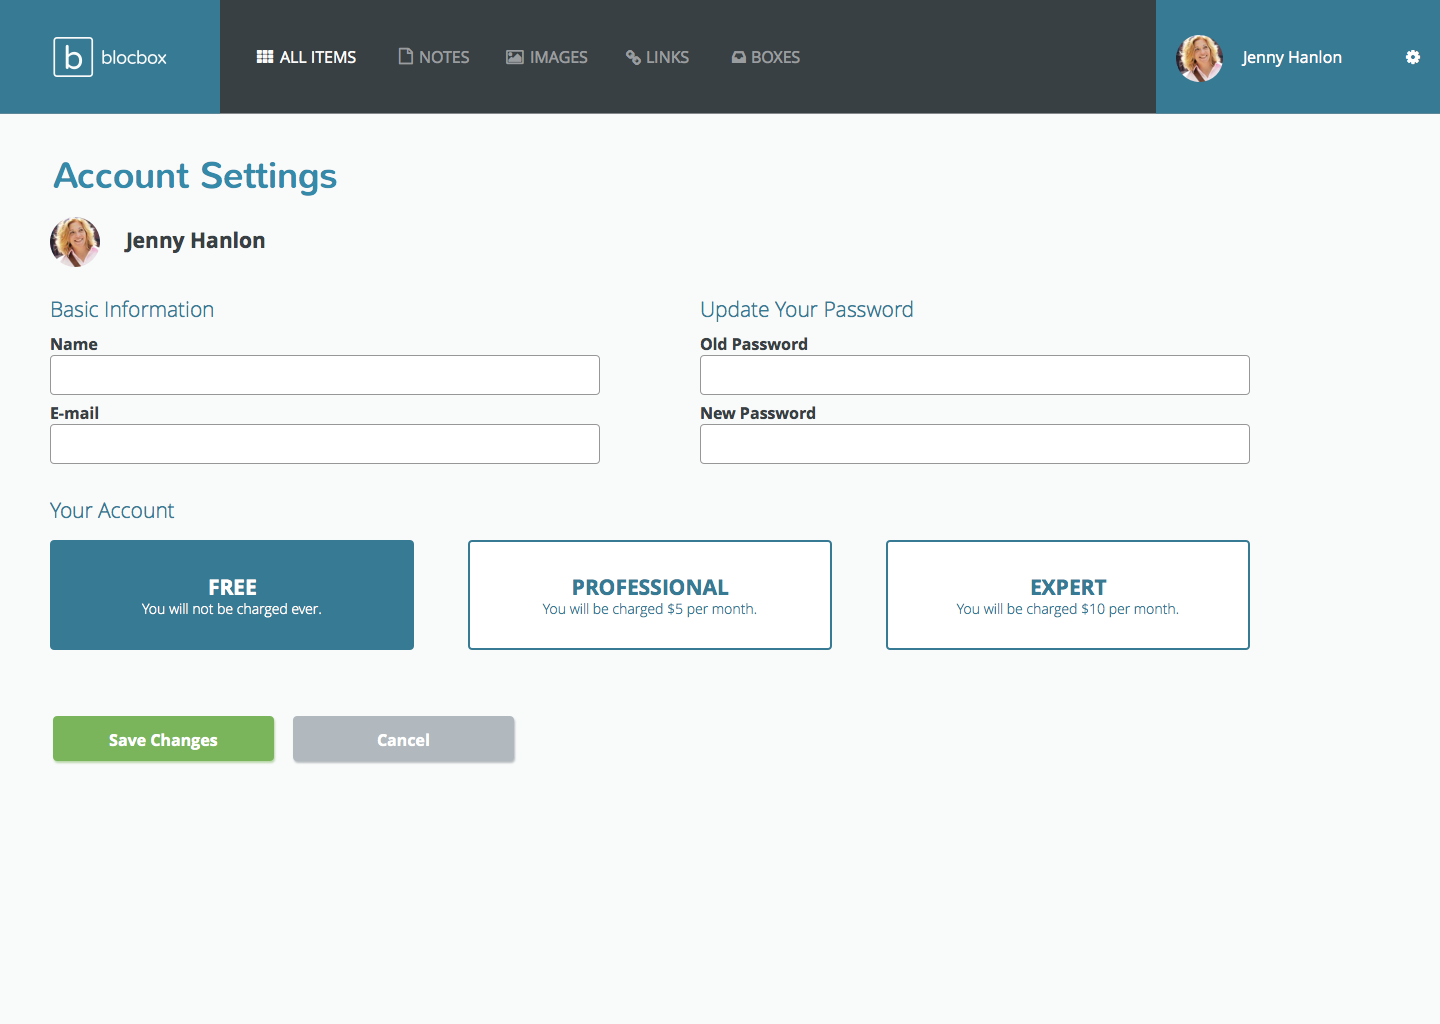 b blocbox
ALL ITEMS NOTES IMAGES LINKS BOXES
Jenny Hanlon
Account Settings
Jenny Hanlon
Basic Information
Name
E-mail
Update Your Password
Old Password
New Password
Your Account
FREE
You will not be charged ever.
PROFESSIONAL
You will be charged $5 per month.
EXPERT
You will be charged $10 per month.
Save Changes
Cancel